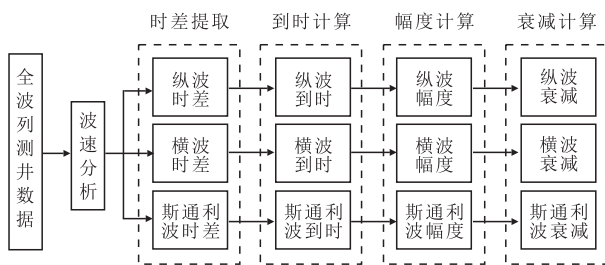 时差提取
到时计算
幅度计算
衰减计算
全波列测井数据
波速分析
纵波
时差
纵波
到时
纵波
幅度
纵波
衰减
横波
时差
横波
到时
横波
幅度
横波
衰减
斯通利
波时差
斯通利
波到时
斯通利
波幅度
斯通利
波衰减